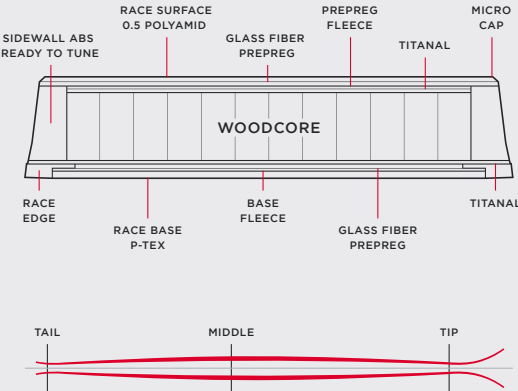 SIDEWALL ABS
READY TO TUNE
RACE SURFACE
0.5 POLYAMID
GLASS FIBER
PREPREG
PREPREG
FLEECE
TITANAL
MICRO
CAP
WOODCORE
RACE
EDGE
RACE BASE
P-TEX
BASE
FLEECE
GLASS FIBER
PREPREG
TITANAL
TAIL
MIDDLE
TIP